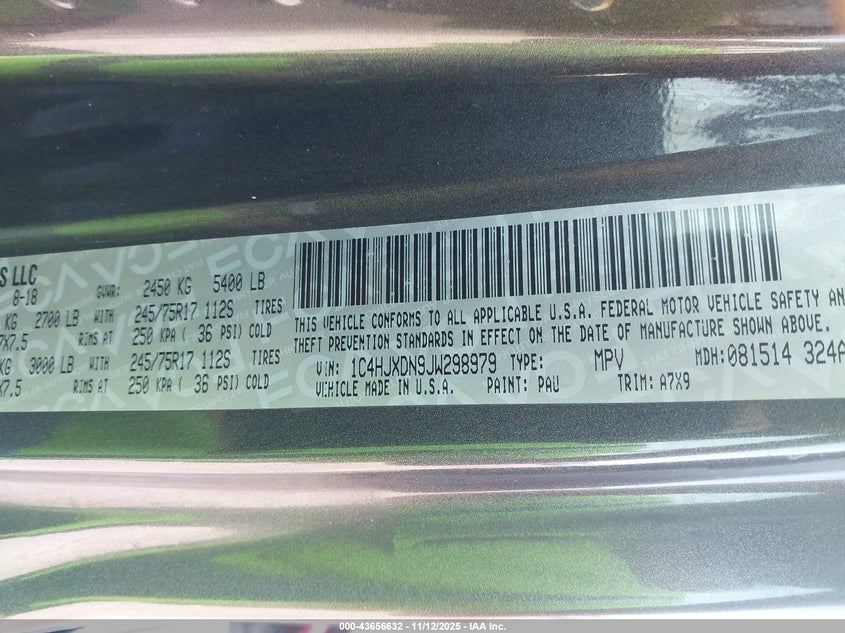 S LLC
8-18 GVWR: 2450 KG 5400 LB
KG 2700 LB WITH 245/75R17 112S TIRES
7X7.5 RIMS AT 250 KPA ( 36 PSI) COLD
KG 3000 LB WITH 245/75R17 112S TIRES
7X7.5 RIMS AT 250 KPA ( 36 PSI) COLD
THIS VEHICLE CONFORMS TO ALL APPLICABLE U.S.A. FEDERAL MOTOR VEHICLE SAFETY AN
THEFT PREVENTION STANDARDS IN EFFECT ON THE DATE OF MANUFACTURE SHOWN ABOVE.
VIN: 1C4HJXDN9JW298979 TYPE: MPV MDH:081514 324A
VEHICLE MADE IN U.S.A. PAINT: PAU TRIM: A7X9
000-43656632 - 11/12/2025 - IAA Inc.